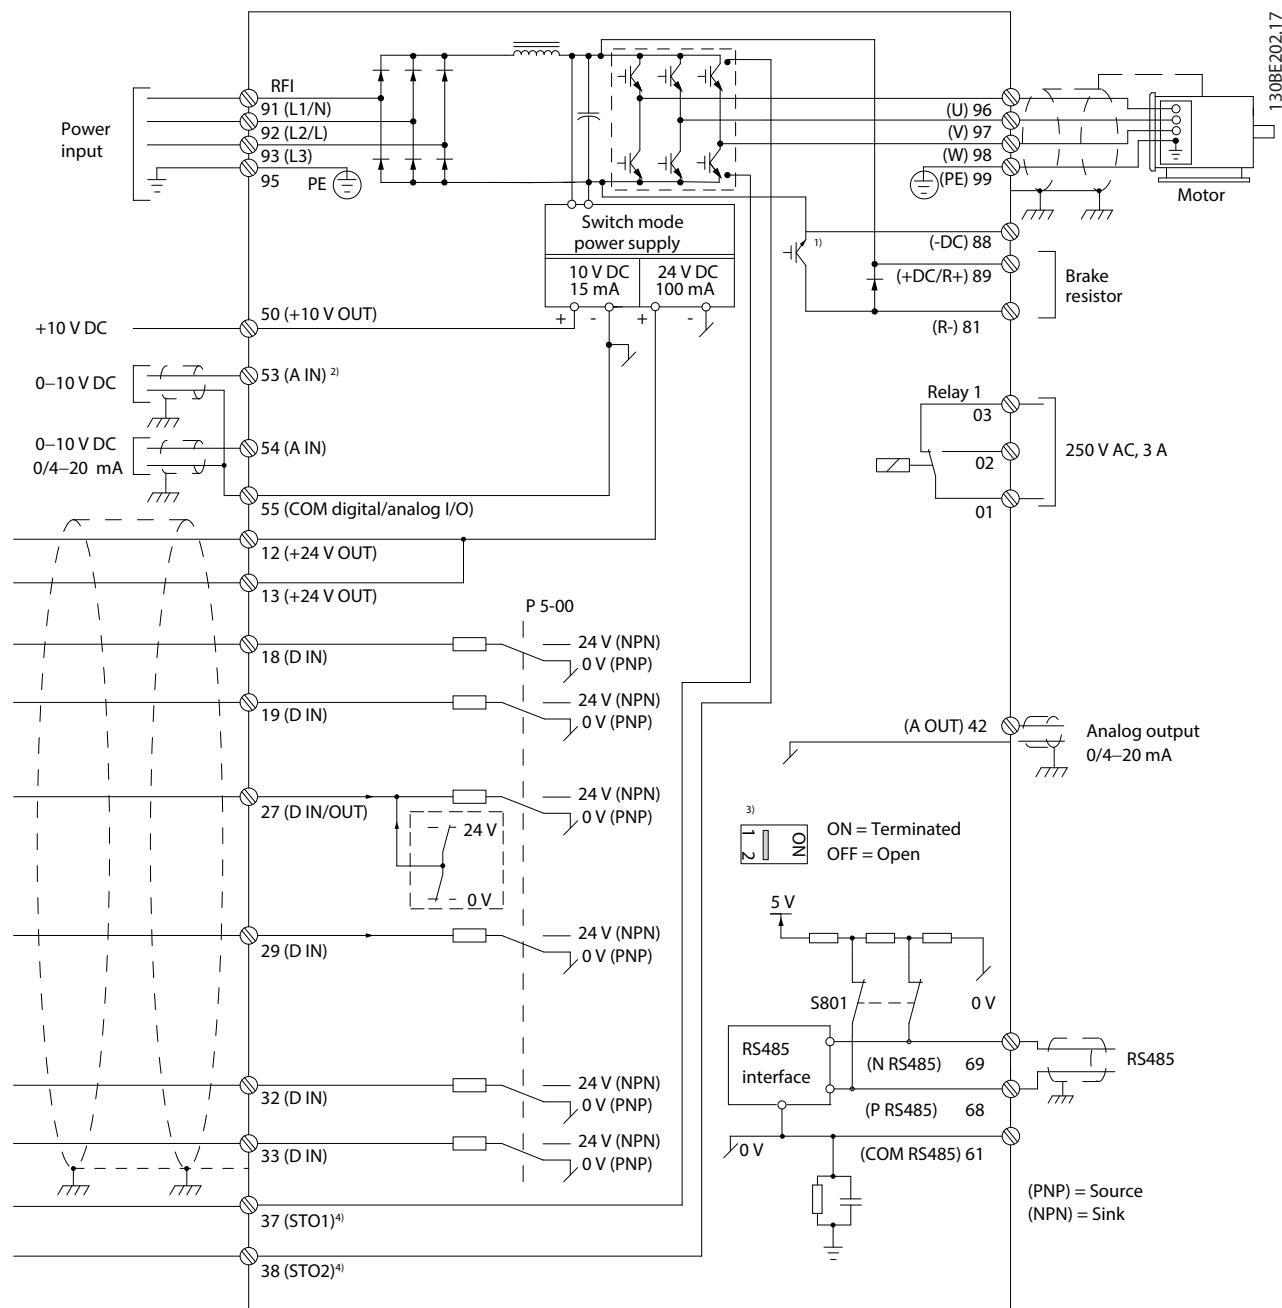 130BE202.17
Power
input
RFI
91 (L1/N)
92 (L2/L)
93 (L3)
95
PE
(U) 96
(V) 97
(W) 98
(PE) 99
Motor
Switch mode
power supply
10 V DC
15 mA
24 V DC
100 mA
+
-
+
-
1)
(-DC) 88
(+DC/R+) 89
(R-) 81
Brake
resistor
+10 V DC
50 (+10 V OUT)
0–10 V DC
53 (A IN) 2)
0–10 V DC
0/4–20 mA
54 (A IN)
55 (COM digital/analog I/O)
12 (+24 V OUT)
13 (+24 V OUT)
Relay 1
03
02
01
250 V AC, 3 A
P 5-00
18 (D IN)
24 V (NPN)
0 V (PNP)
19 (D IN)
24 V (NPN)
0 V (PNP)
27 (D IN/OUT)
24 V (NPN)
0 V (PNP)
24 V
0 V
29 (D IN)
24 V (NPN)
0 V (PNP)
32 (D IN)
24 V (NPN)
0 V (PNP)
33 (D IN)
24 V (NPN)
0 V (PNP)
37 (STO1)4)
38 (STO2)4)
(A OUT) 42
Analog output
0/4–20 mA
3)
1 2
ON
ON = Terminated
OFF = Open
5 V
S801
0 V
RS485
interface
(N RS485) 69
(P RS485) 68
RS485
0 V
(COM RS485) 61
(PNP) = Source
(NPN) = Sink